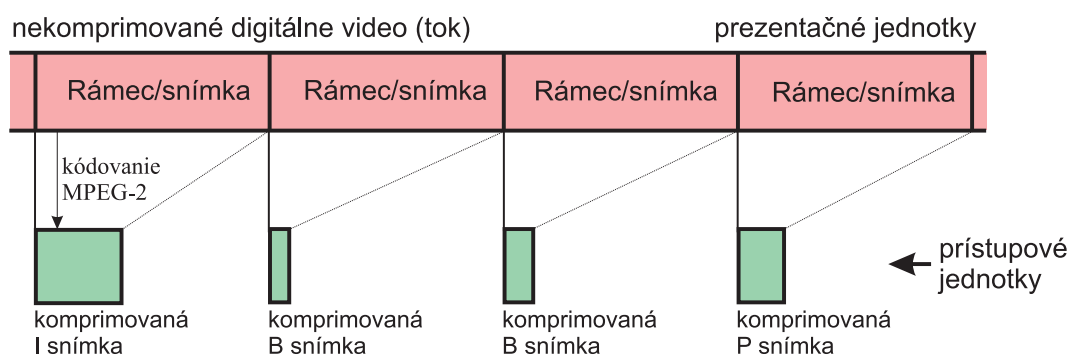 nekomprimované digitálne video (tok)
prezentačné jednotky
Rámec/snímka
Rámec/snímka
Rámec/snímka
Rámec/snímka
kódovanie
MPEG-2
prístupové
jednotky
komprimovaná
I snímka
komprimovaná
B snímka
komprimovaná
B snímka
komprimovaná
P snímka